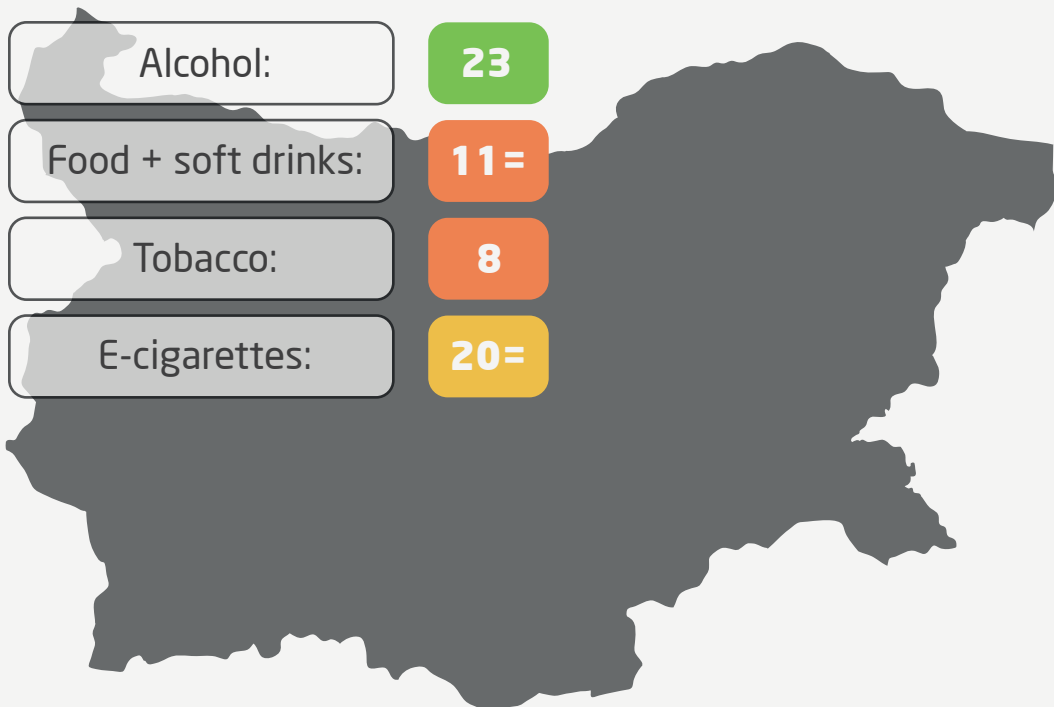 Alcohol: 23
Food + soft drinks: 11=
Tobacco: 8
E-cigarettes: 20=